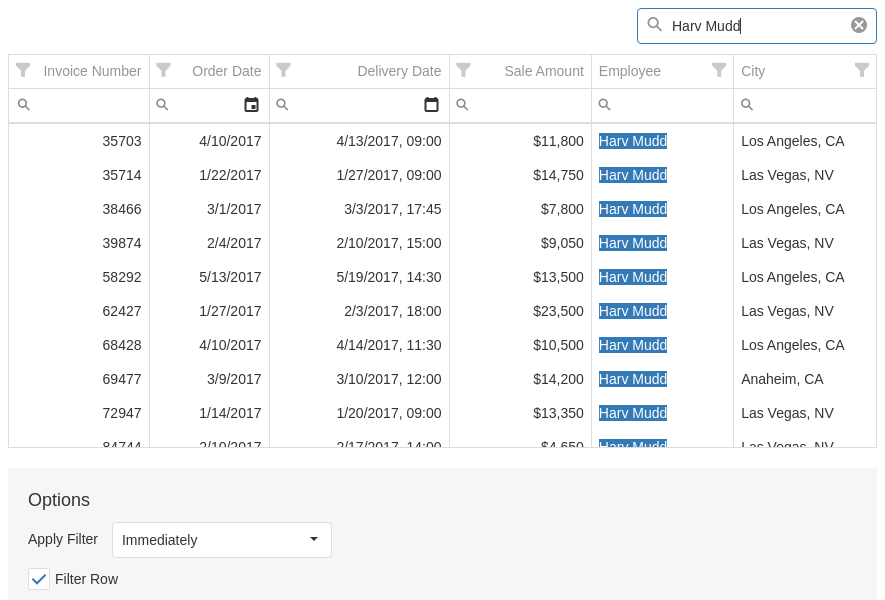 Harv Mudd
Invoice Number Order Date Delivery Date Sale Amount Employee City
35703 4/10/2017 4/13/2017, 09:00 $11,800 Harv Mudd Los Angeles, CA
35714 1/22/2017 1/27/2017, 09:00 $14,750 Harv Mudd Las Vegas, NV
38466 3/1/2017 3/3/2017, 17:45 $7,800 Harv Mudd Los Angeles, CA
39874 2/4/2017 2/10/2017, 15:00 $9,050 Harv Mudd Las Vegas, NV
58292 5/13/2017 5/19/2017, 14:30 $13,500 Harv Mudd Los Angeles, CA
62427 1/27/2017 2/3/2017, 18:00 $23,500 Harv Mudd Las Vegas, NV
68428 4/10/2017 4/14/2017, 11:30 $10,500 Harv Mudd Los Angeles, CA
69477 3/9/2017 3/10/2017, 12:00 $14,200 Harv Mudd Anaheim, CA
72947 1/14/2017 1/20/2017, 09:00 $13,350 Harv Mudd Las Vegas, NV
84744 2/10/2017 2/17/2017, 14:00 $4,650 Harv Mudd Las Vegas, NV
Options
Apply Filter Immediately
Filter Row